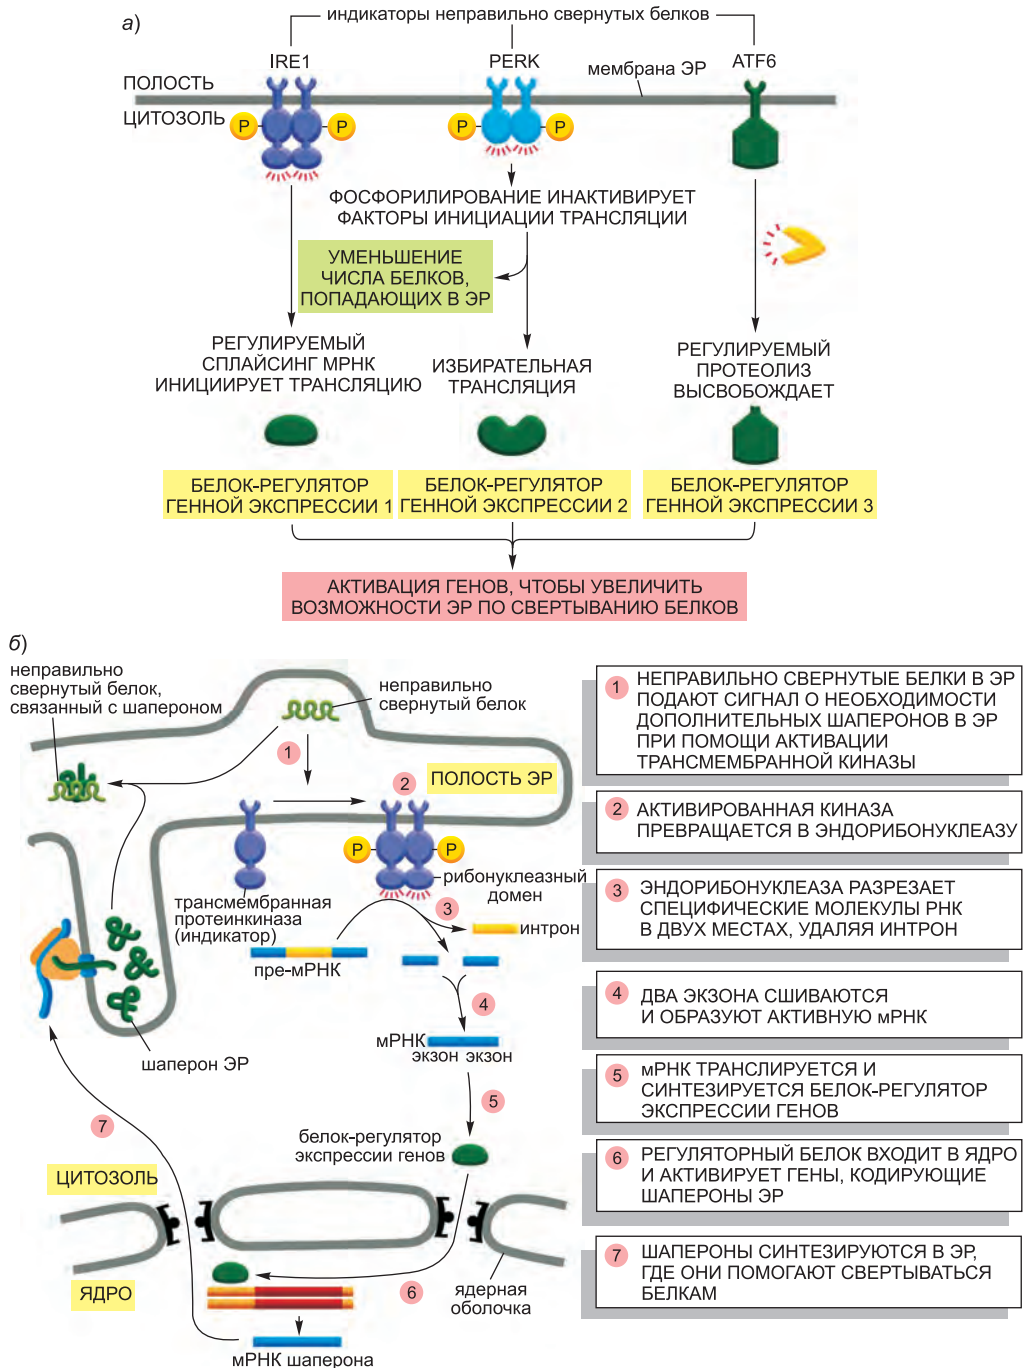 а)
индикаторы неправильно свернутых белков
IRE1
PERK
ATF6
мембрана ЭР
ПОЛОСТЬ
ЦИТОЗОЛЬ
P
P
P
P
ФОСФОРИЛИРОВАНИЕ ИНАКТИВИРУЕТ
ФАКТОРЫ ИНИЦИАЦИИ ТРАНСЛЯЦИИ
УМЕНЬШЕНИЕ
ЧИСЛА БЕЛКОВ,
ПОПАДАЮЩИХ В ЭР
РЕГУЛИРУЕМЫЙ
СПЛАЙСИНГ МРНК
ИНИЦИИРУЕТ ТРАНСЛЯЦИЮ
ИЗБИРАТЕЛЬНАЯ
ТРАНСЛЯЦИЯ
РЕГУЛИРУЕМЫЙ
ПРОТЕОЛИЗ
ВЫСВОБОЖДАЕТ
БЕЛОК-РЕГУЛЯТОР
ГЕННОЙ ЭКСПРЕССИИ 1
БЕЛОК-РЕГУЛЯТОР
ГЕННОЙ ЭКСПРЕССИИ 2
БЕЛОК-РЕГУЛЯТОР
ГЕННОЙ ЭКСПРЕССИИ 3
АКТИВАЦИЯ ГЕНОВ, ЧТОБЫ УВЕЛИЧИТЬ
ВОЗМОЖНОСТИ ЭР ПО СВЕРТЫВАНИЮ БЕЛКОВ
б)
неправильно
свернутый белок,
связанный с шапероном
неправильно
свернутый белок
1
2
ПОЛОСТЬ ЭР
P
P
трансмембранная
протеинкиназа
(индикатор)
рибонуклеазный
домен
3
интрон
пре-мРНК
4
мРНК
экзон экзон
шаперон ЭР
5
7
белок-регулятор
экспрессии генов
ЦИТОЗОЛЬ
ЯДРО
6
ядерная
оболочка
мРНК шаперона
1 НЕПРАВИЛЬНО СВЕРНУТЫЕ БЕЛКИ В ЭР
ПОДАЮТ СИГНАЛ О НЕОБХОДИМОСТИ
ДОПОЛНИТЕЛЬНЫХ ШАПЕРОНОВ В ЭР
ПРИ ПОМОЩИ АКТИВАЦИИ
ТРАНСМЕМБРАННОЙ КИНАЗЫ
2 АКТИВИРОВАННАЯ КИНАЗА
ПРЕВРАЩАЕТСЯ В ЭНДОРИБОНУКЛЕАЗУ
3 ЭНДОРИБОНУКЛЕАЗА РАЗРЕЗАЕТ
СПЕЦИФИЧЕСКИЕ МОЛЕКУЛЫ РНК
В ДВУХ МЕСТАХ, УДАЛЯЯ ИНТРОН
4 ДВА ЭКЗОНА СШИВАЮТСЯ
И ОБРАЗУЮТ АКТИВНУЮ мРНК
5 мРНК ТРАНСЛИРУЕТСЯ И
СИНТЕЗИРУЕТСЯ БЕЛОК-РЕГУЛЯТОР
ЭКСПРЕССИИ ГЕНОВ
6 РЕГУЛЯТОРНЫЙ БЕЛОК ВХОДИТ В ЯДРО
И АКТИВИРУЕТ ГЕНЫ, КОДИРУЮЩИЕ
ШАПЕРОНЫ ЭР
7 ШАПЕРОНЫ СИНТЕЗИРУЮТСЯ В ЭР,
ГДЕ ОНИ ПОМОГАЮТ СВЕРТЫВАТЬСЯ
БЕЛКАМ